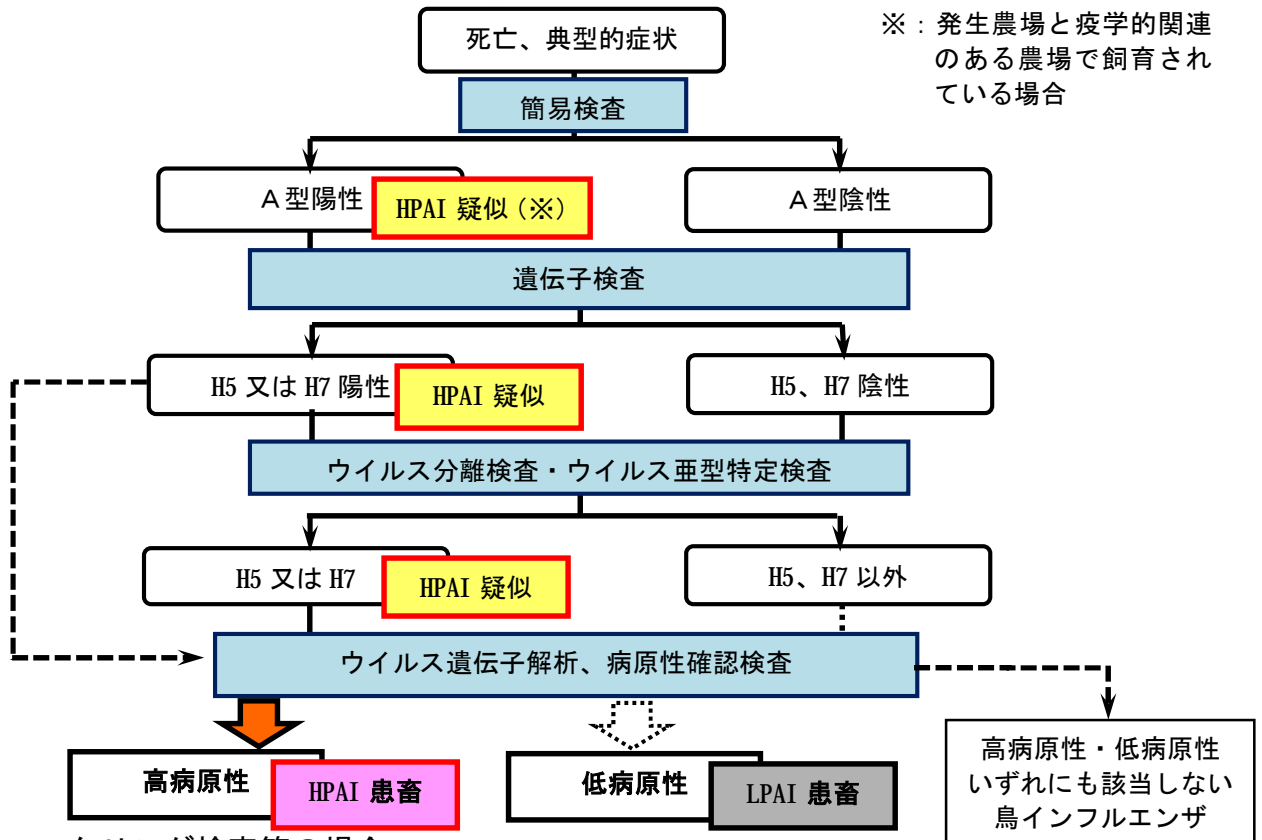 死亡、典型的症状
※：発生農場と疫学的関連
のある農場で飼育され
ている場合
簡易検査
A型陽性
HPAI 疑似（※）
A型陰性
遺伝子検査
H5 又は H7 陽性
HPAI 疑似
H5、H7 陰性
ウイルス分離検査・ウイルス亜型特定検査
H5 又は H7
HPAI 疑似
H5、H7 以外
ウイルス遺伝子解析、病原性確認検査
高病原性
HPAI 患畜
低病原性
LPAI 患畜
高病原性・低病原性
いずれにも該当しない
鳥インフルエンザ